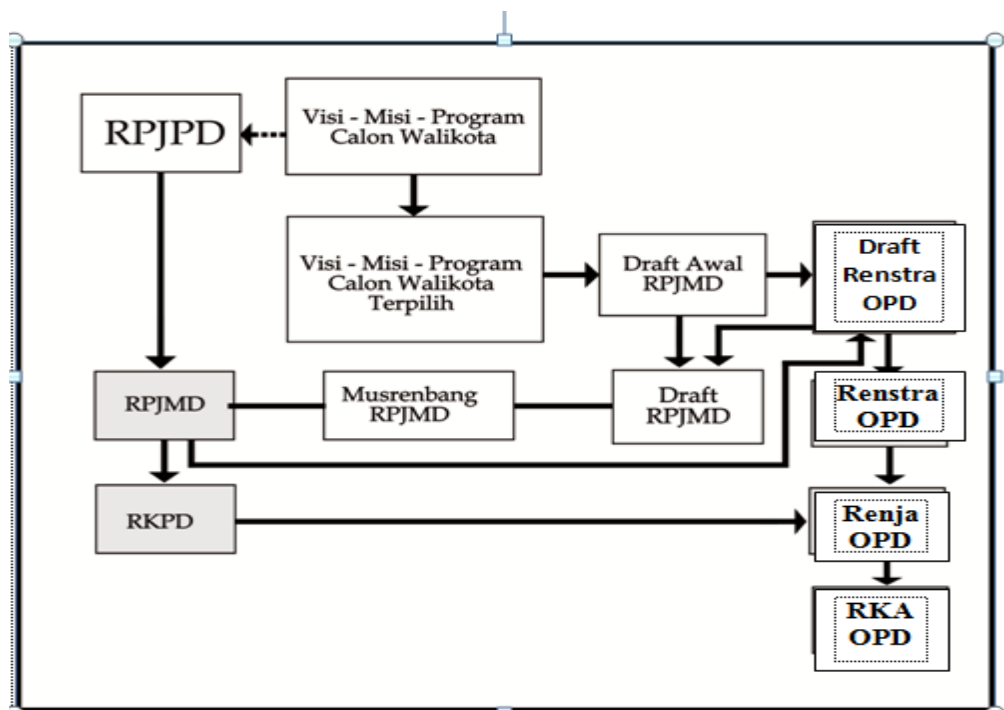 RPJPD
Visi - Misi - Program
Calon Walikota
Visi - Misi - Program
Calon Walikota
Terpilih
Draft Awal
RPJMD
Draft
Renstra
OPD
RPJMD
Musrenbang
RPJMD
Draft
RPJMD
Renstra
OPD
RKPD
Renja
OPD
RKA
OPD